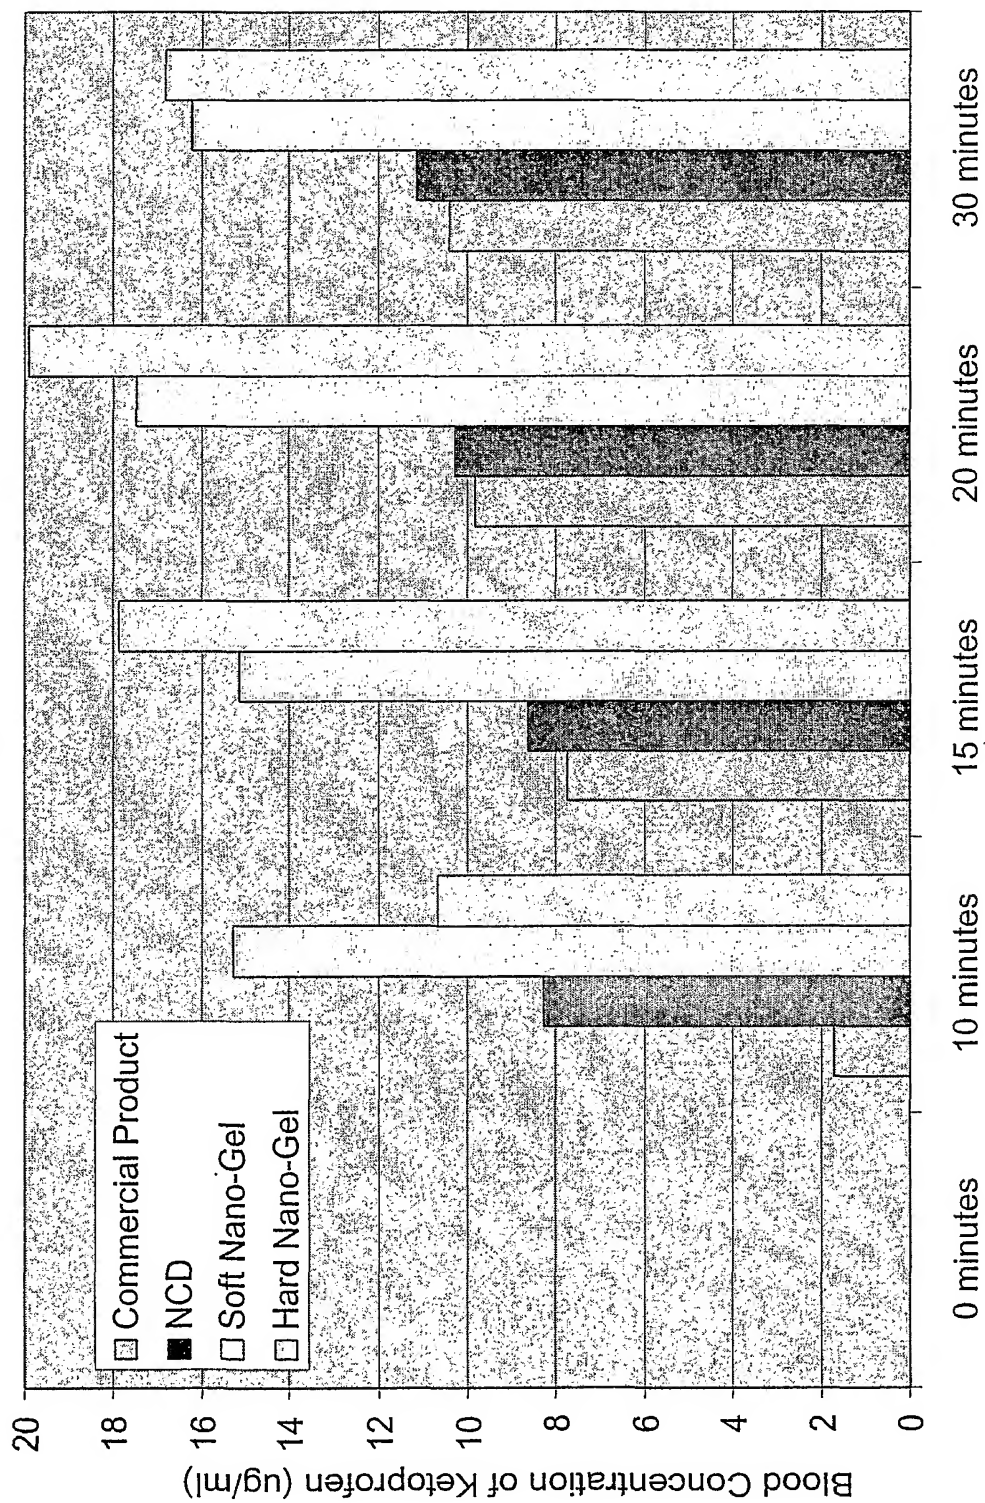 Commercial Product
NCD
Soft Nano-Gel
Hard Nano-Gel
Blood Concentration of Ketoprofen (ug/ml)
20
18
16
14
12
10
8
6
4
2
0
0 minutes
10 minutes
15 minutes
20 minutes
30 minutes